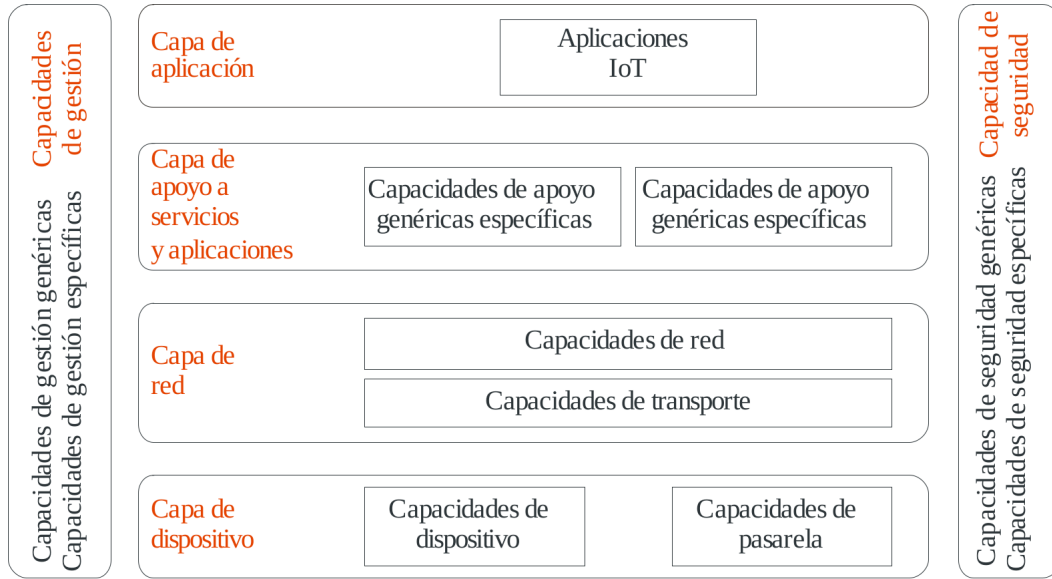 Capacidades
de gestión
Capacidades de gestión genéricas
Capacidades de gestión específicas
Capa de
aplicación
Aplicaciones
IoT
Capa de
apoyo a
servicios
y aplicaciones
Capacidades de apoyo
genéricas específicas
Capacidades de apoyo
genéricas específicas
Capa de
red
Capacidades de red
Capacidades de transporte
Capa de
dispositivo
Capacidades de
dispositivo
Capacidades de
pasarela
Capacidad de
seguridad
Capacidades de seguridad genéricas
Capacidades de seguridad específicas